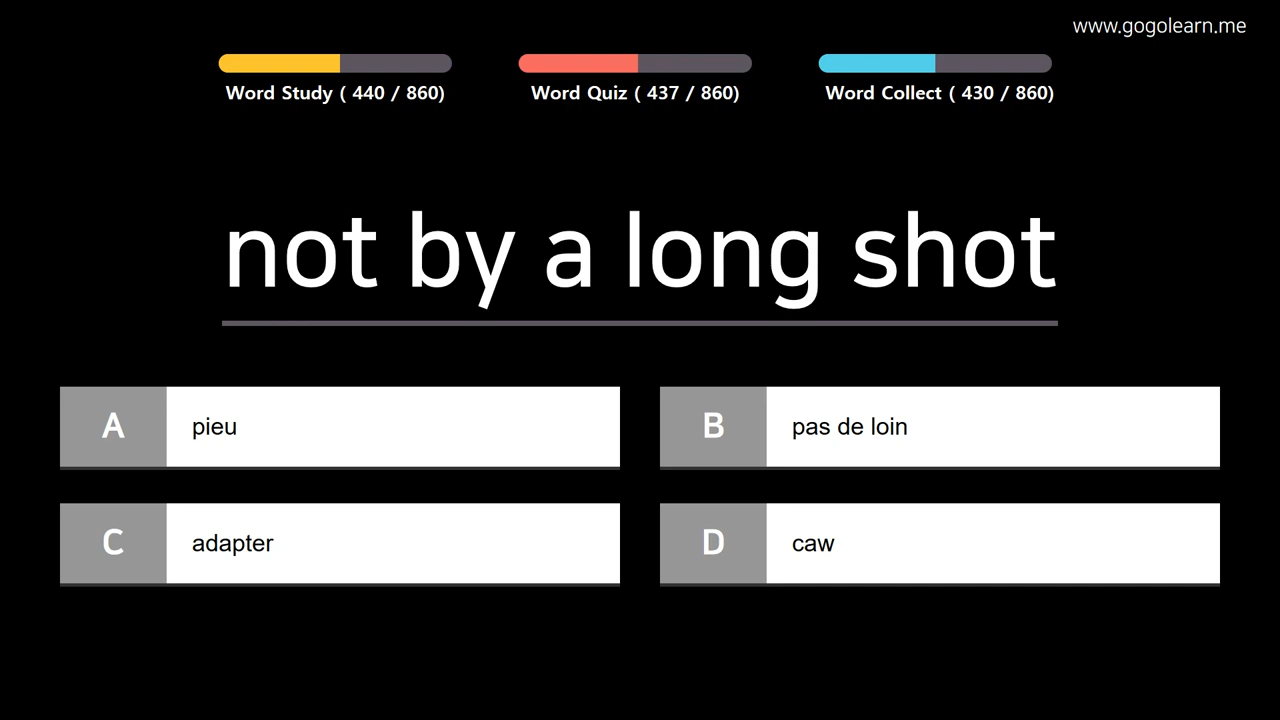 www.gogolearn.me
Word Study ( 440 / 860)
Word Quiz ( 437 / 860)
Word Collect ( 430 / 860)
not by a long shot
A pieu
B pas de loin
C adapter
D caw